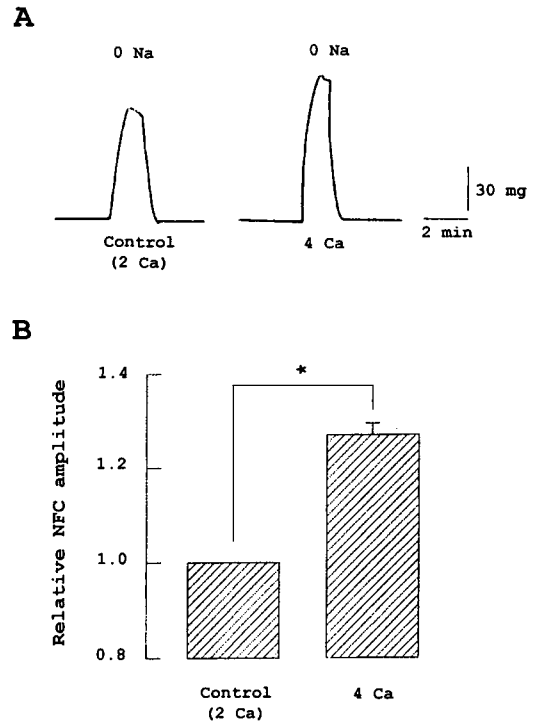 A
0 Na
0 Na
30 mg
2 min
Control
(2 Ca)
4 Ca
B
Relative NFC amplitude
1.4
1.2
1.0
0.8
*
Control
(2 Ca)
4 Ca